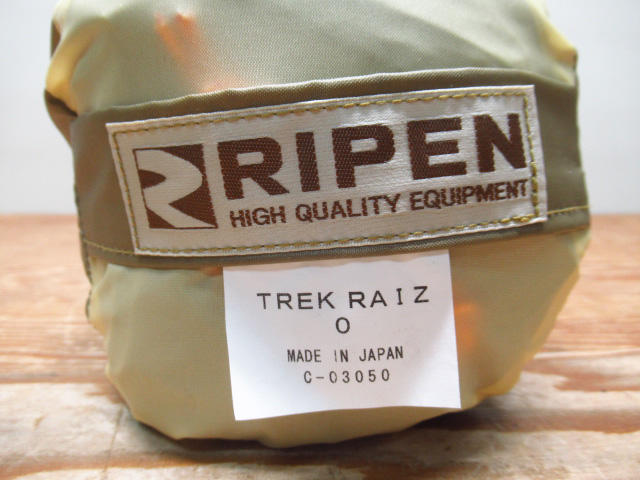 RIPEN
HIGH QUALITY EQUIPMENT
TREK RAIZ
0
MADE IN JAPAN
C-03050